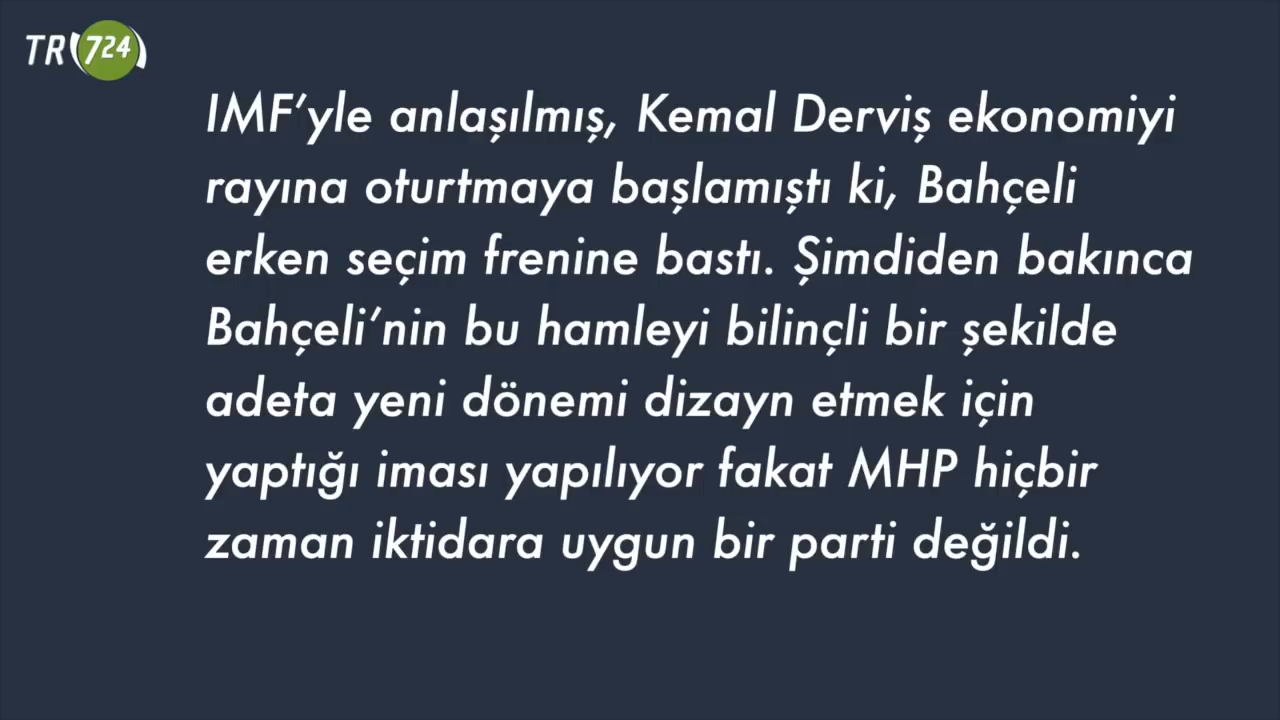 TR724
IMF’yle anlaşılmış, Kemal Derviş ekonomiyi
rayına oturtmaya başlamıştı ki, Bahçeli
erken seçim frenine bastı. Şimdiden bakınca
Bahçeli’nin bu hamleyi bilinçli bir şekilde
adeta yeni dönemi dizayn etmek için
yaptığı iması yapılıyor fakat MHP hiçbir
zaman iktidara uygun bir parti değildi.